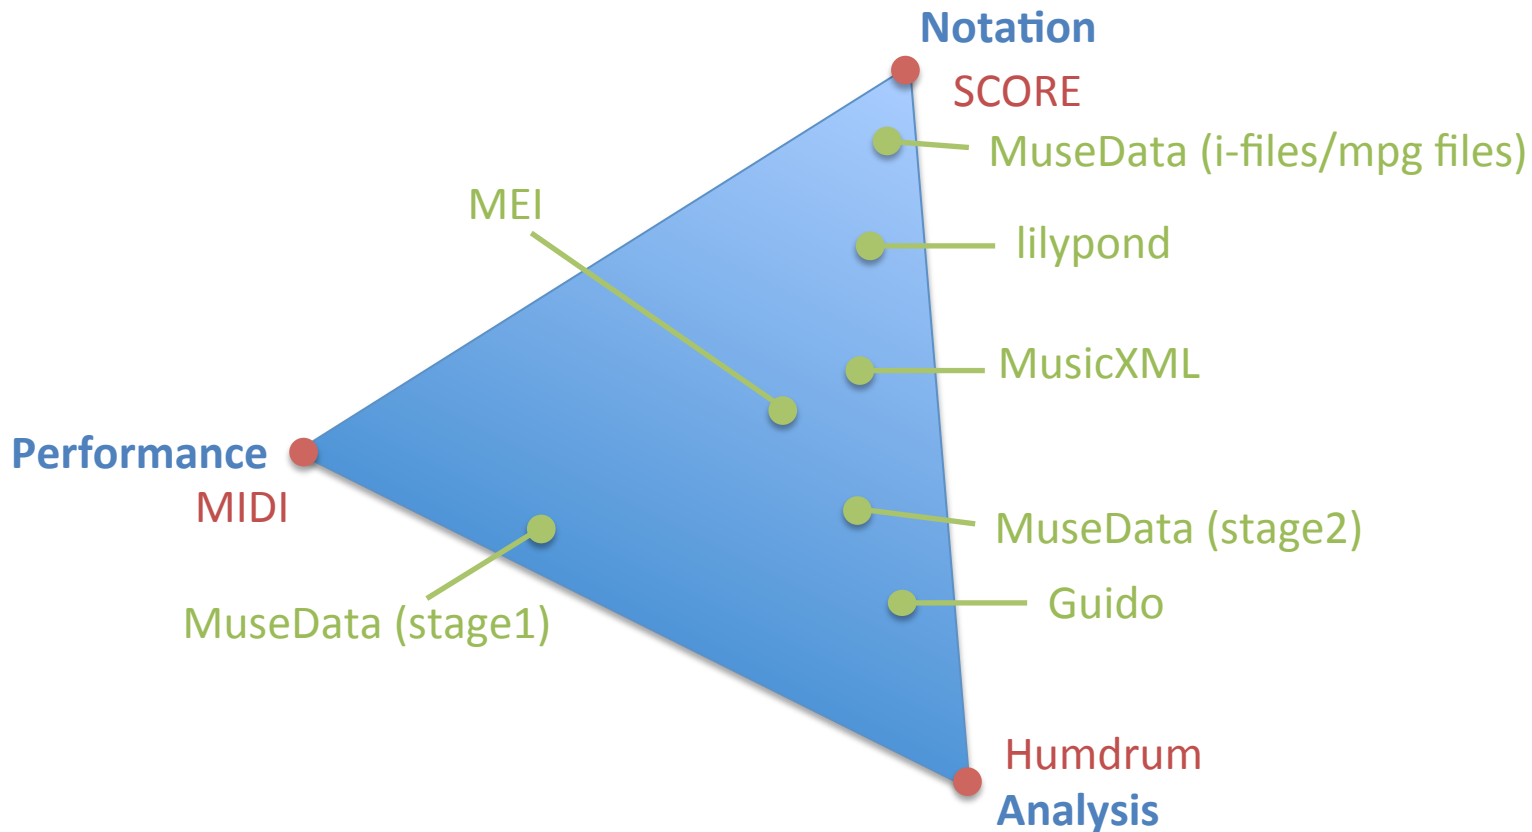 Notation
SCORE
MuseData (i-files/mpg files)
MEI
lilypond
MusicXML
Performance
MIDI
MuseData (stage2)
Guido
MuseData (stage1)
Humdrum
Analysis